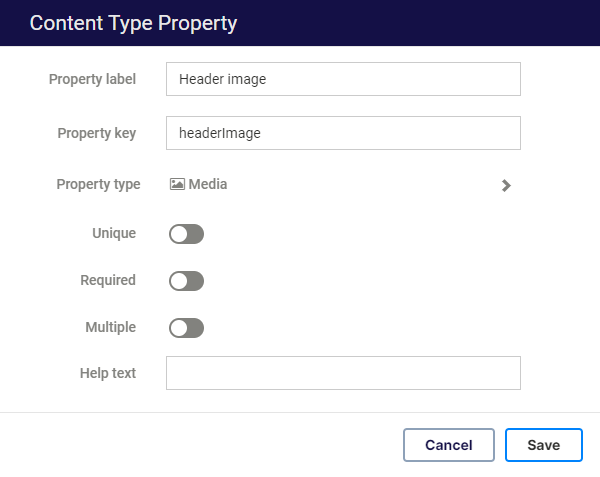 Content Type Property
Property label Header image
Property key headerImage
Property type Media
Unique
Required
Multiple
Help text
Cancel Save